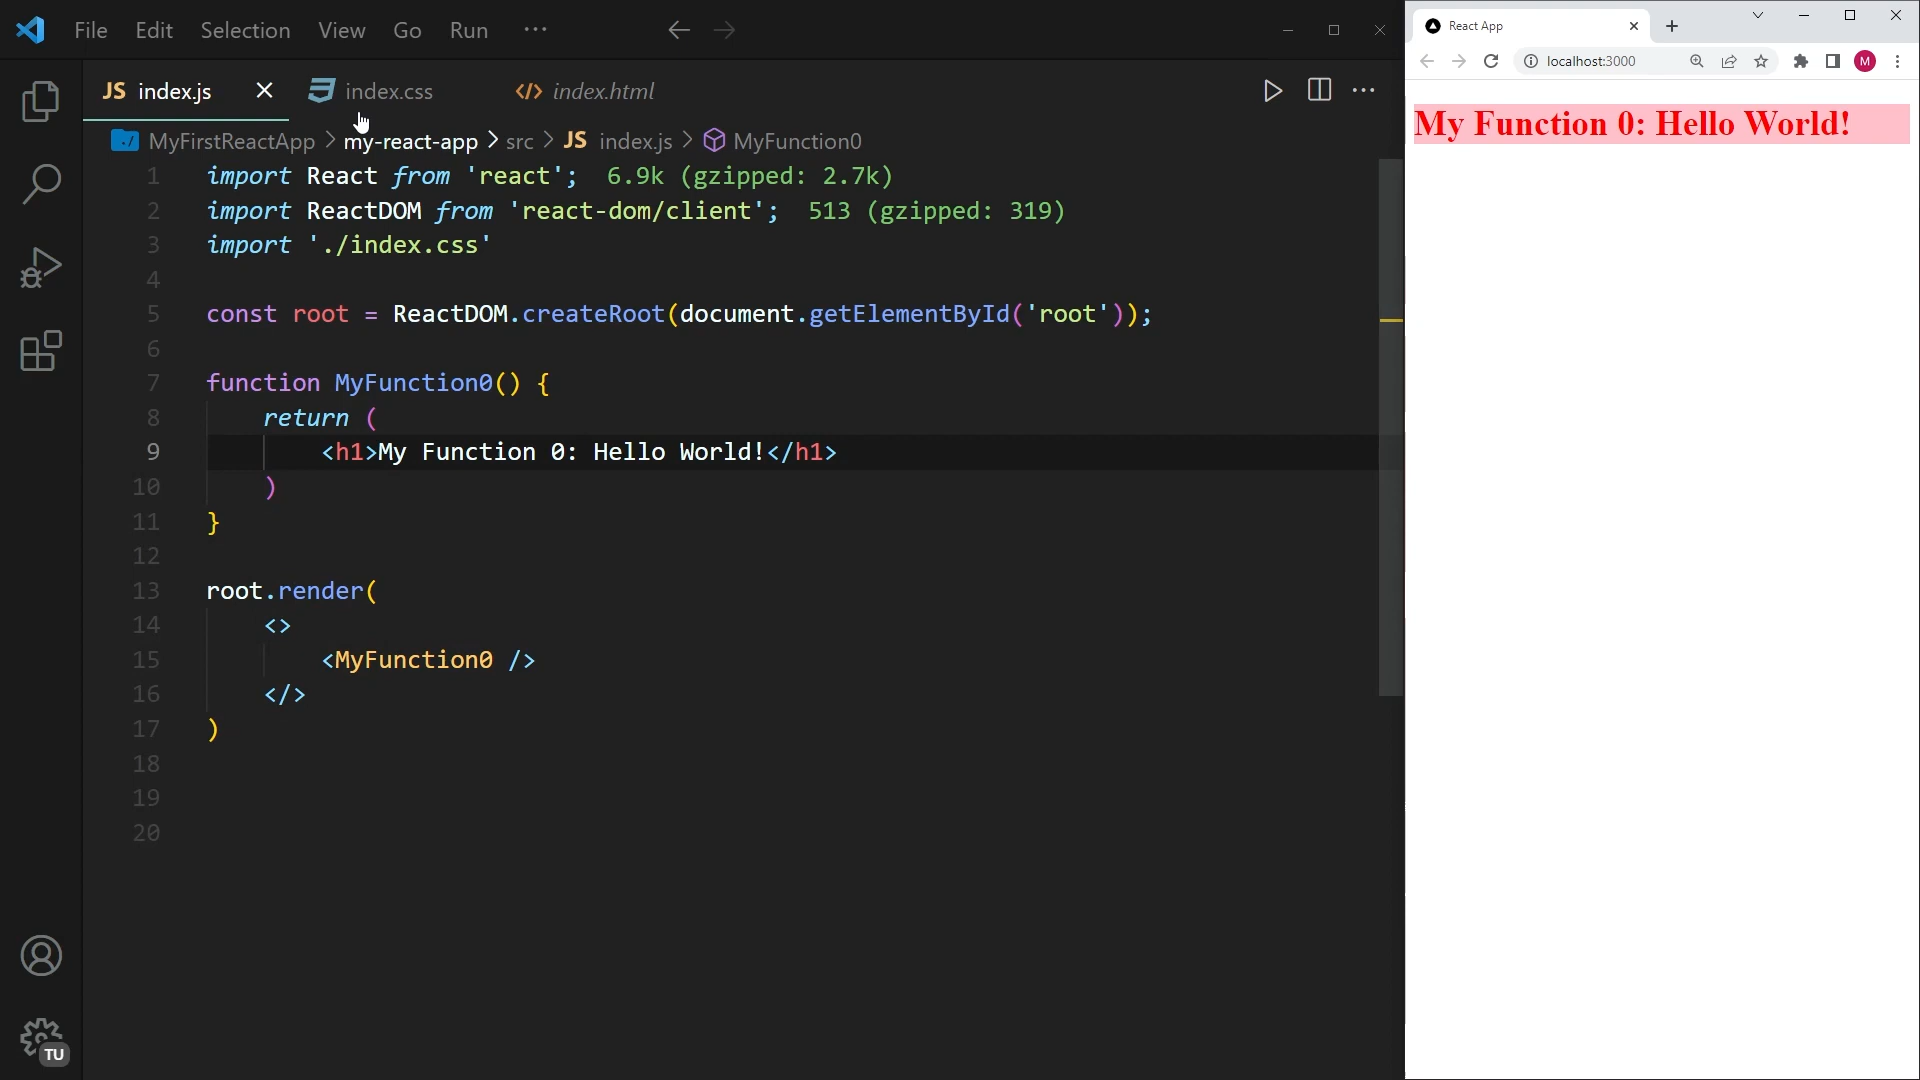 File Edit Selection View Go Run ···
JS index.js index.css index.html
MyFirstReactApp > my-react-app > src > JS index.js > MyFunction0
1 import React from 'react'; 6.9k (gzipped: 2.7k)
2 import ReactDOM from 'react-dom/client'; 513 (gzipped: 319)
3 import './index.css'
4
5 const root = ReactDOM.createRoot(document.getElementById('root'));
6
7 function MyFunction0() {
8 return (
9 <h1>My Function 0: Hello World!</h1>
10 )
11 }
12
13 root.render(
14 <>
15 <MyFunction0 />
16 </>
17 )
18
19
20
TU
React App
localhost:3000
M
My Function 0: Hello World!